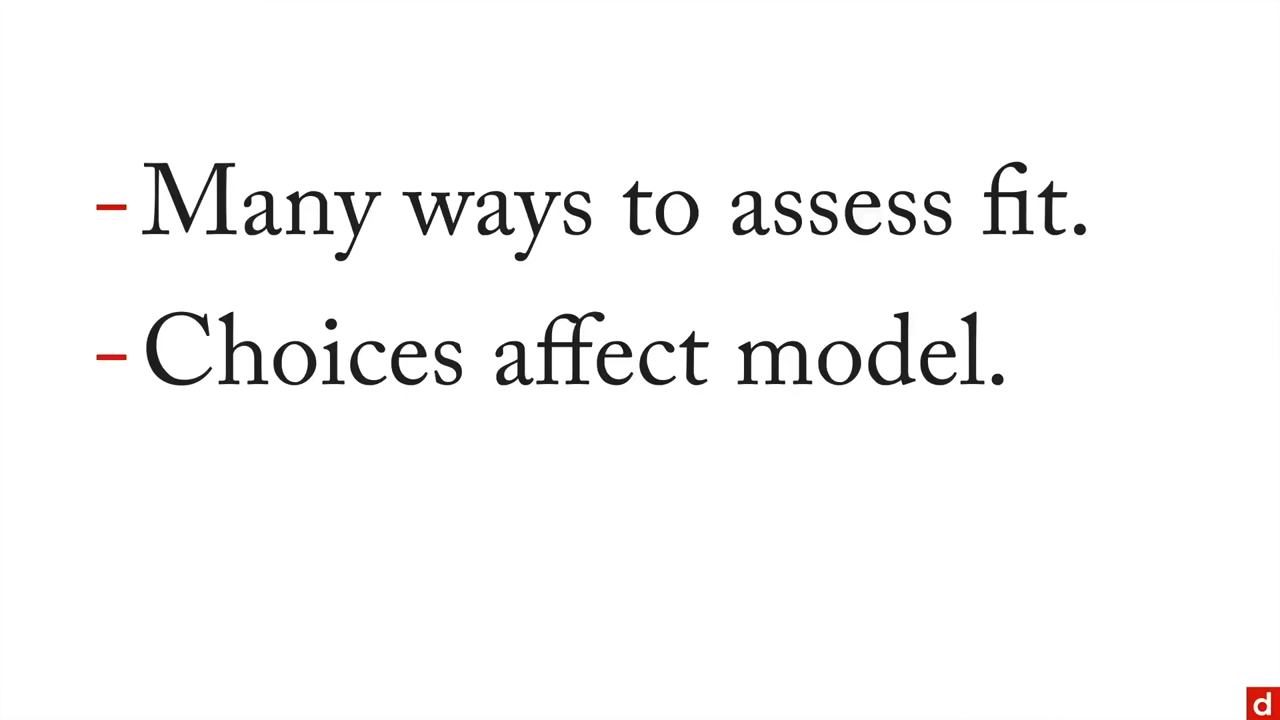 – Many ways to assess fit.
– Choices affect model.
d